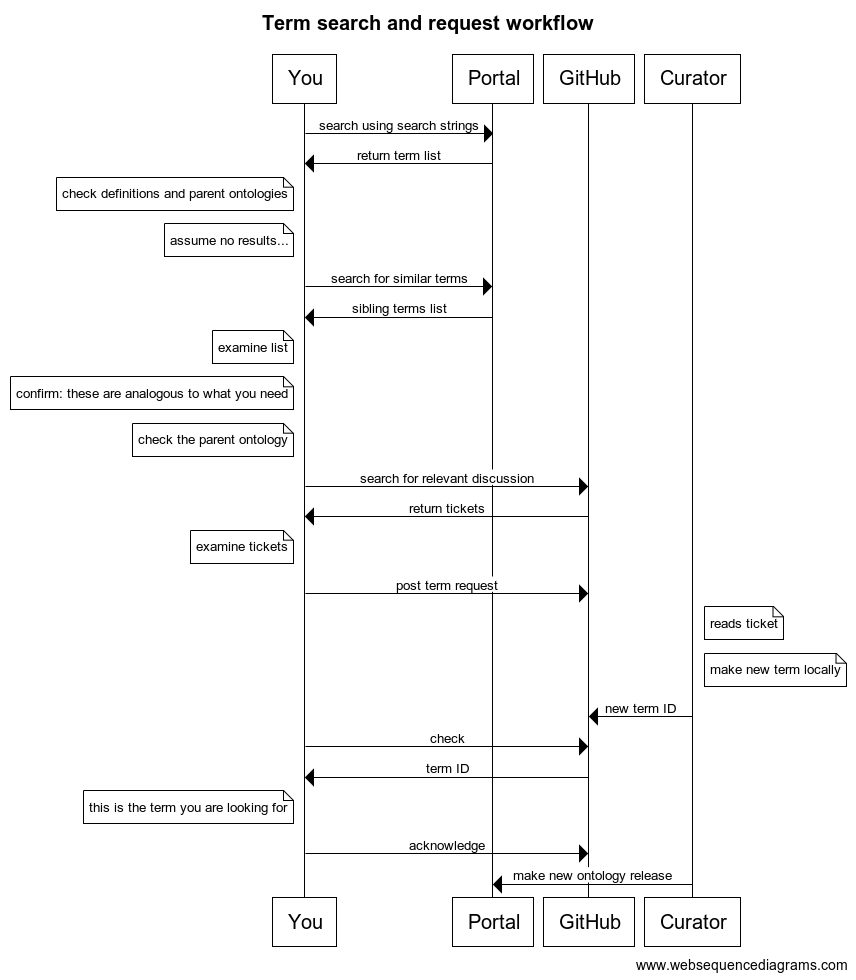 Term search and request workflow
You
Portal
GitHub
Curator
search using search strings
return term list
check definitions and parent ontologies
assume no results...
search for similar terms
sibling terms list
examine list
confirm: these are analogous to what you need
check the parent ontology
search for relevant discussion
return tickets
examine tickets
post term request
reads ticket
make new term locally
new term ID
check
term ID
this is the term you are looking for
acknowledge
make new ontology release
You
Portal
GitHub
Curator
www.websequencediagrams.com